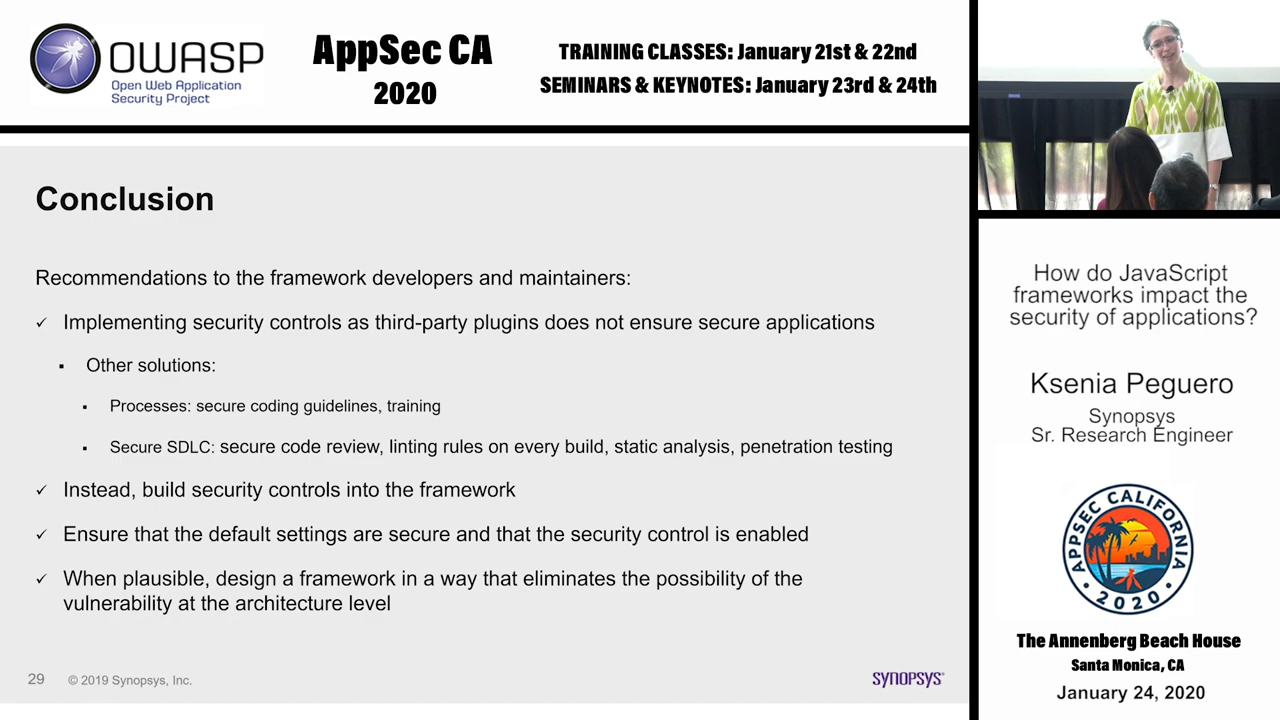 OWASP
Open Web Application
Security Project
AppSec CA
2020
TRAINING CLASSES: January 21st & 22nd
SEMINARS & KEYNOTES: January 23rd & 24th
Conclusion
Recommendations to the framework developers and maintainers:
✓ Implementing security controls as third-party plugins does not ensure secure applications
▪ Other solutions:
▪ Processes: secure coding guidelines, training
▪ Secure SDLC: secure code review, linting rules on every build, static analysis, penetration testing
✓ Instead, build security controls into the framework
✓ Ensure that the default settings are secure and that the security control is enabled
✓ When plausible, design a framework in a way that eliminates the possibility of the
vulnerability at the architecture level
29 © 2019 Synopsys, Inc.
SYNOPSYS®
How do JavaScript
frameworks impact the
security of applications?
Ksenia Peguero
Synopsys
Sr. Research Engineer
APPSEC CALIFORNIA
• 2020 •
The Annenberg Beach House
Santa Monica, CA
January 24, 2020